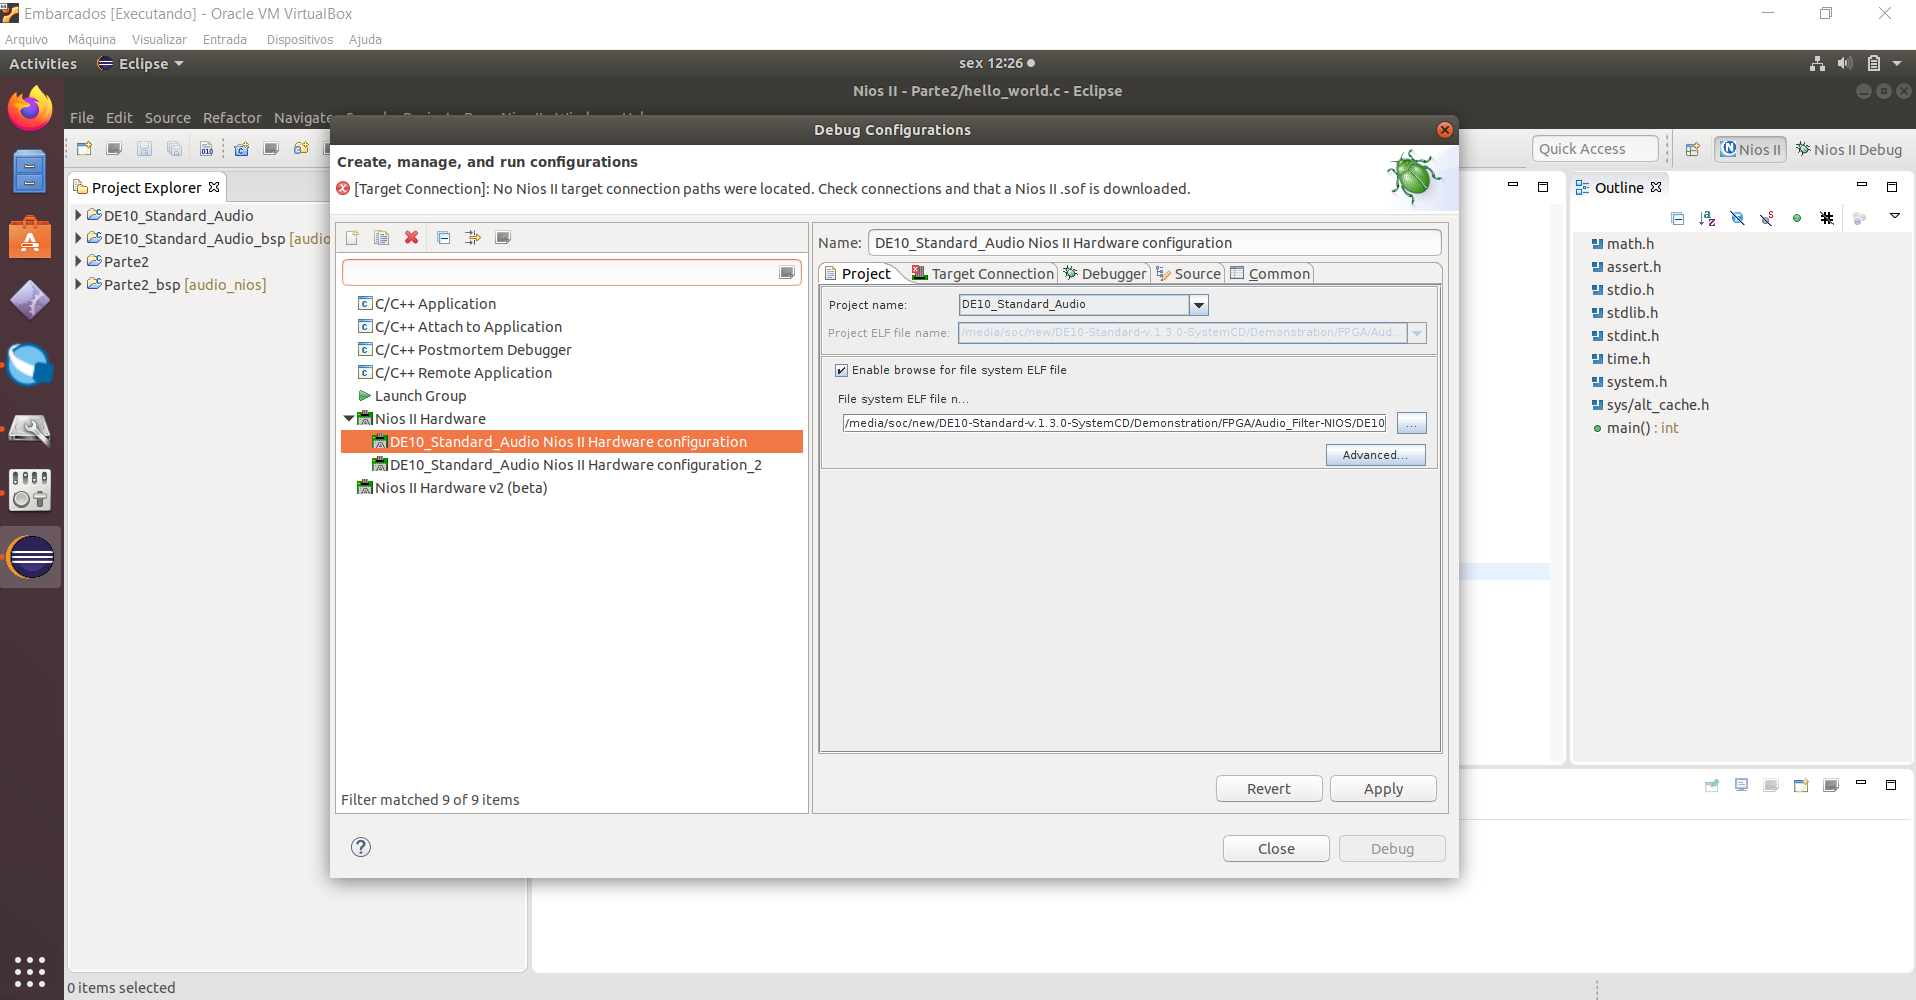 Embarcados [Executando] - Oracle VM VirtualBox
Arquivo Máquina Visualizar Entrada Dispositivos Ajuda
Activities Eclipse sex 12:26
Nios II - Parte2/hello_world.c - Eclipse
File Edit Source Refactor Navigate
Debug Configurations
Create, manage, and run configurations
[Target Connection]: No Nios II target connection paths were located. Check connections and that a Nios II .sof is downloaded.
Quick Access
Nios II
Nios II Debug
Project Explorer
DE10_Standard_Audio
DE10_Standard_Audio_bsp [audio
Parte2
Parte2_bsp [audio_nios]
C/C++ Application
C/C++ Attach to Application
C/C++ Postmortem Debugger
C/C++ Remote Application
Launch Group
Nios II Hardware
DE10_Standard_Audio Nios II Hardware configuration
DE10_Standard_Audio Nios II Hardware configuration_2
Nios II Hardware v2 (beta)
Filter matched 9 of 9 items
Name: DE10_Standard_Audio Nios II Hardware configuration
Project Target Connection Debugger Source Common
Project name: DE10_Standard_Audio
Project ELF file name: /media/soc/new/DE10-Standard-v.1.3.0-SystemCD/Demonstration/FPGA/Aud...
Enable browse for file system ELF file
File system ELF file n...
/media/soc/new/DE10-Standard-v.1.3.0-SystemCD/Demonstration/FPGA/Audio_Filter-NIOS/DE10
...
Advanced...
Revert Apply
Close Debug
Outline
math.h
assert.h
stdio.h
stdlib.h
stdint.h
time.h
system.h
sys/alt_cache.h
main() : int
0 items selected